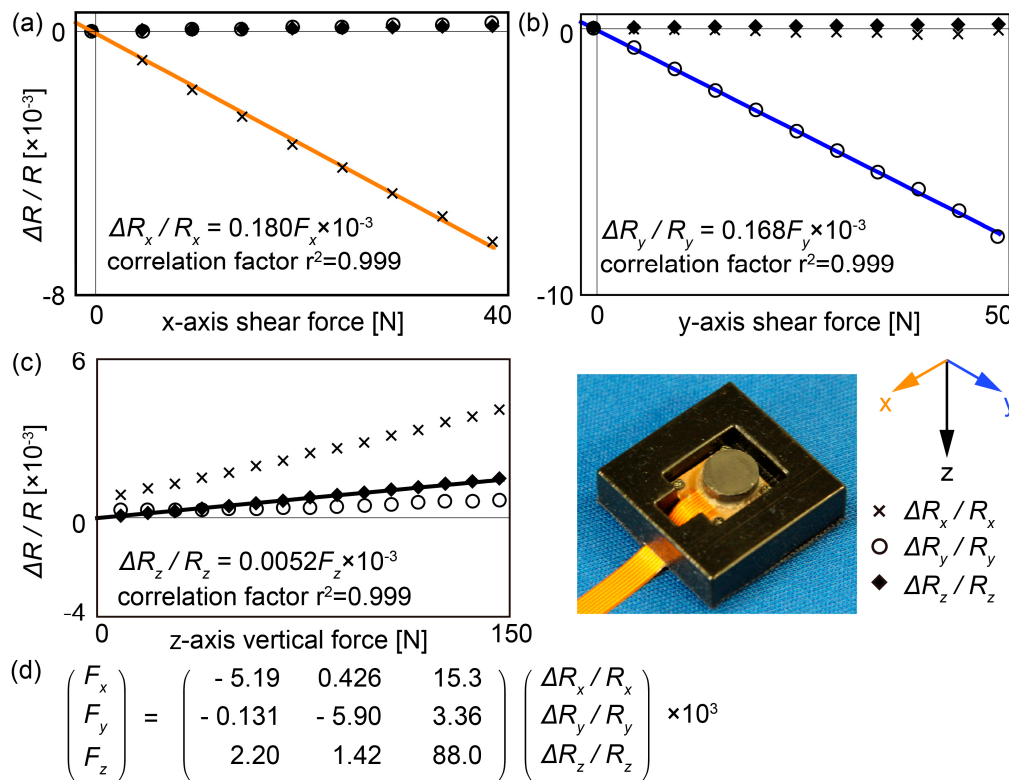 (a)
0
ΔR / R [×10⁻³]
ΔRₓ / Rₓ = 0.180Fₓ×10⁻³
correlation factor r²=0.999
-8
0
x-axis shear force [N]
40
(b)
0
ΔR_y / R_y = 0.168F_y×10⁻³
correlation factor r²=0.999
-10
0
y-axis shear force [N]
50
(c)
6
ΔR / R [×10⁻³]
0
ΔR_z / R_z = 0.0052F_z×10⁻³
correlation factor r²=0.999
-4
0
z-axis vertical force [N]
150
x
y
z
× ΔRₓ / Rₓ
○ ΔR_y / R_y
◆ ΔR_z / R_z
(d)
Fₓ - 5.19 0.426 15.3 ΔRₓ / Rₓ
F_y = - 0.131 - 5.90 3.36 ΔR_y / R_y ×10³
F_z 2.20 1.42 88.0 ΔR_z / R_z